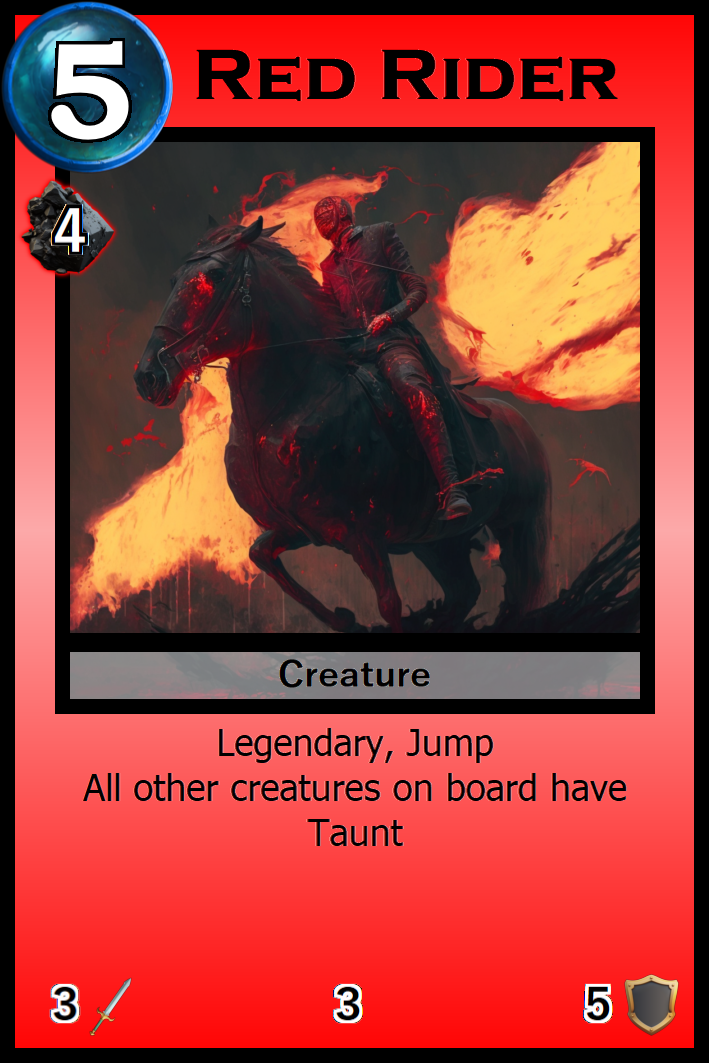 5
Red Rider
4
Creature
Legendary, Jump
All other creatures on board have
Taunt
3 3 5